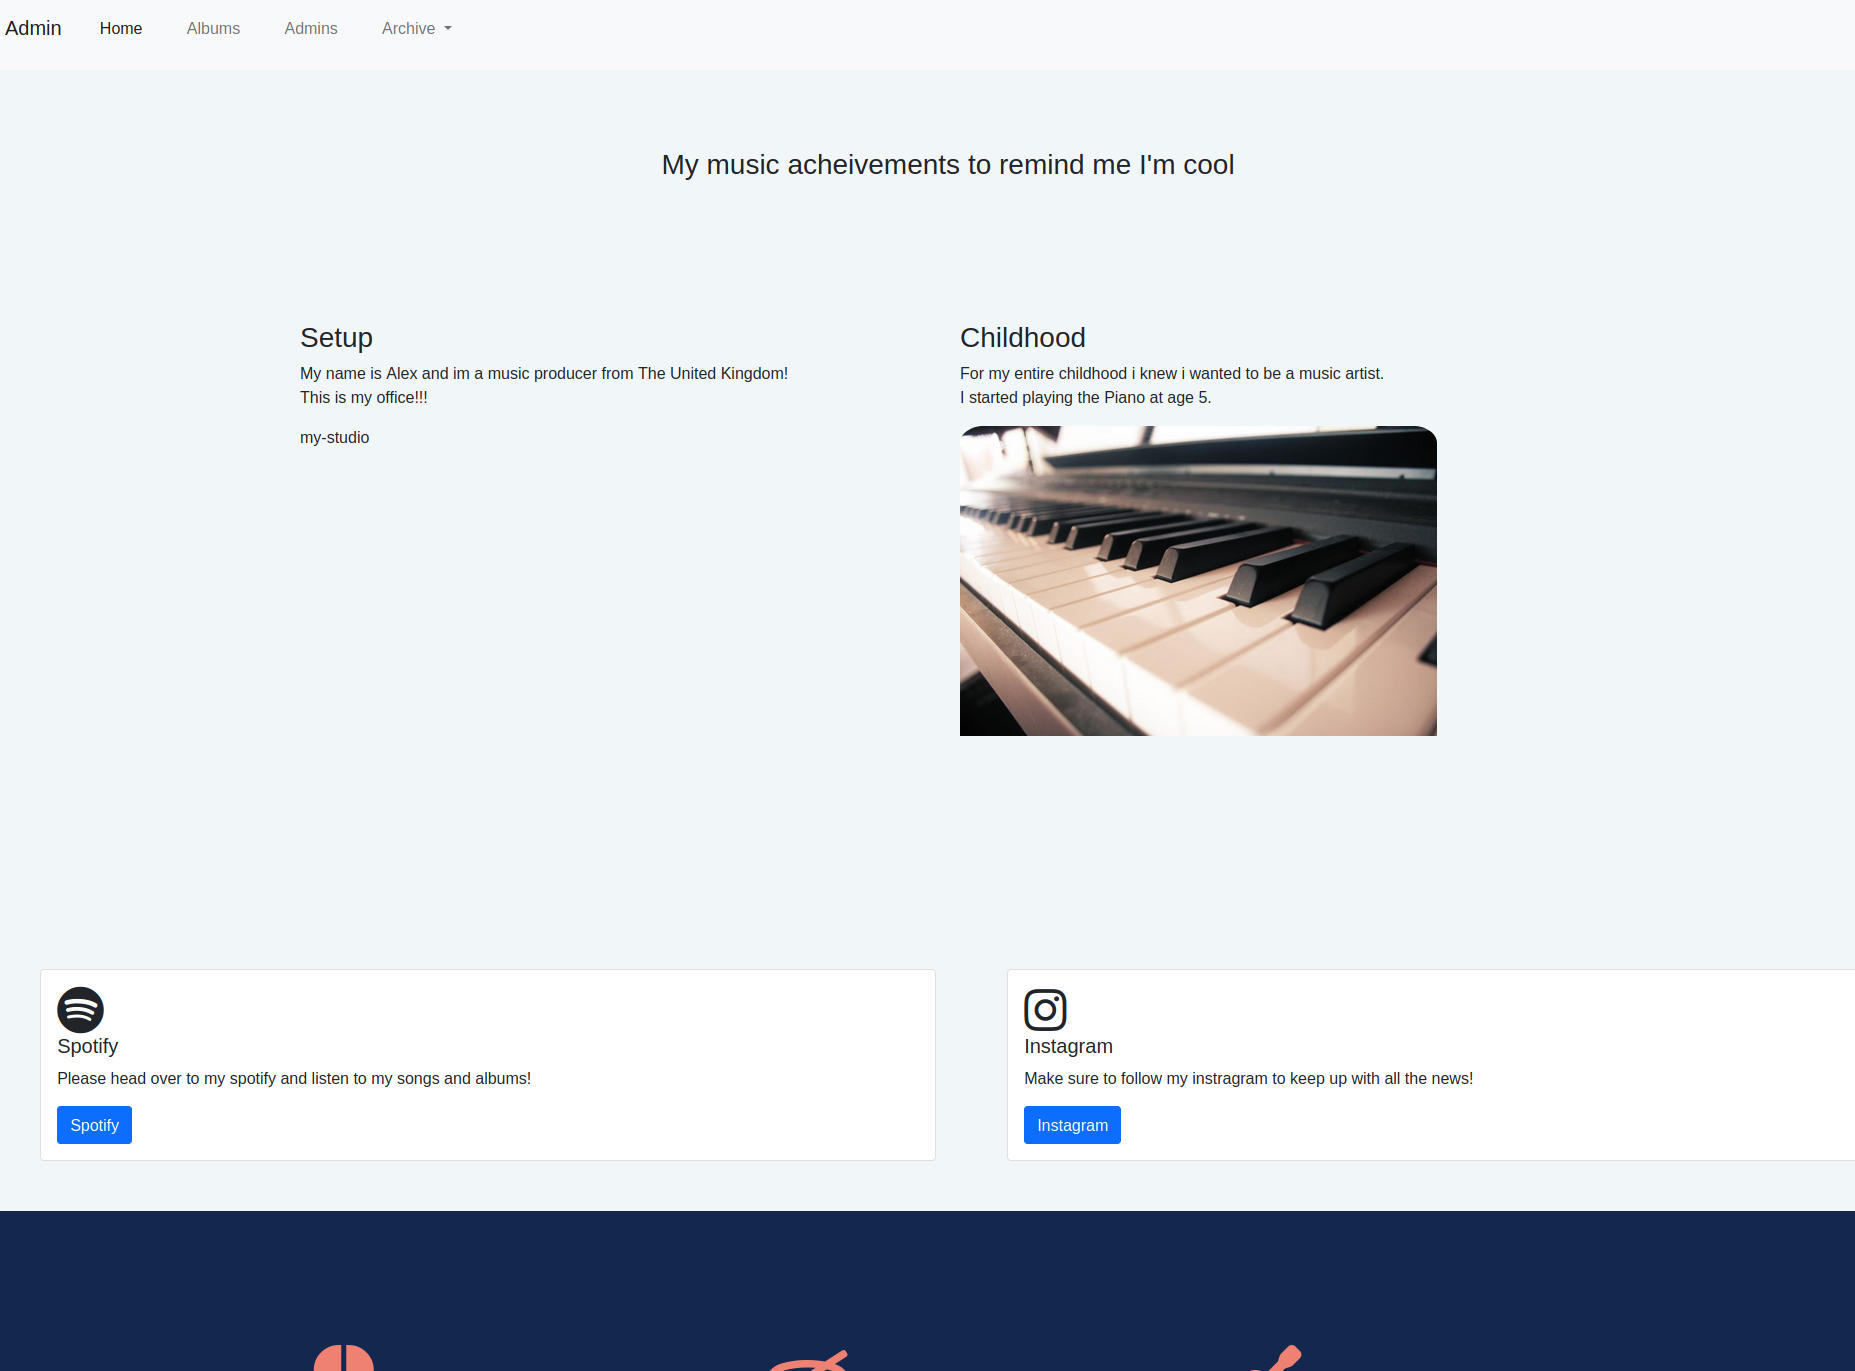 Admin Home Albums Admins Archive
My music acheivements to remind me I'm cool
Setup
My name is Alex and im a music producer from The United Kingdom!
This is my office!!!
my-studio
Childhood
For my entire childhood i knew i wanted to be a music artist.
I started playing the Piano at age 5.
Spotify
Please head over to my spotify and listen to my songs and albums!
Spotify
Instagram
Make sure to follow my instragram to keep up with all the news!
Instagram